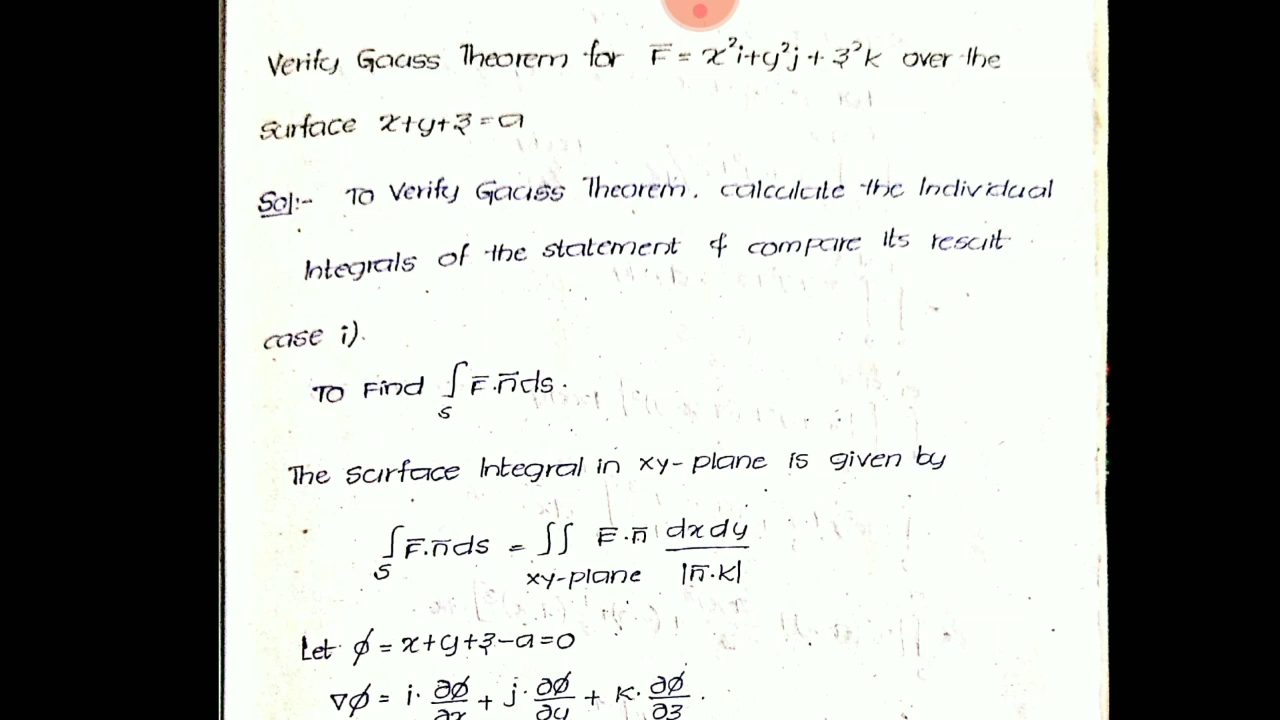 Verify Gauss Theorem for F̅ = x²i+y²j+z²k over the
surface x+y+z=a
Sol:- To Verify Gauss Theorem. calculate the Individual
Integrals of the statement & compare its result
case i).
To Find ∫_S F̅.n̅ds.
The surface Integral in xy-plane is given by
∫_S F̅.n̅ds = ∫∫_{xy-plane} F̅.n̅ dxdy/|n̅.k|
Let ϕ = x+y+z-a=0
∇ϕ = i.∂ϕ/∂x + j.∂ϕ/∂y + k.∂ϕ/∂z.